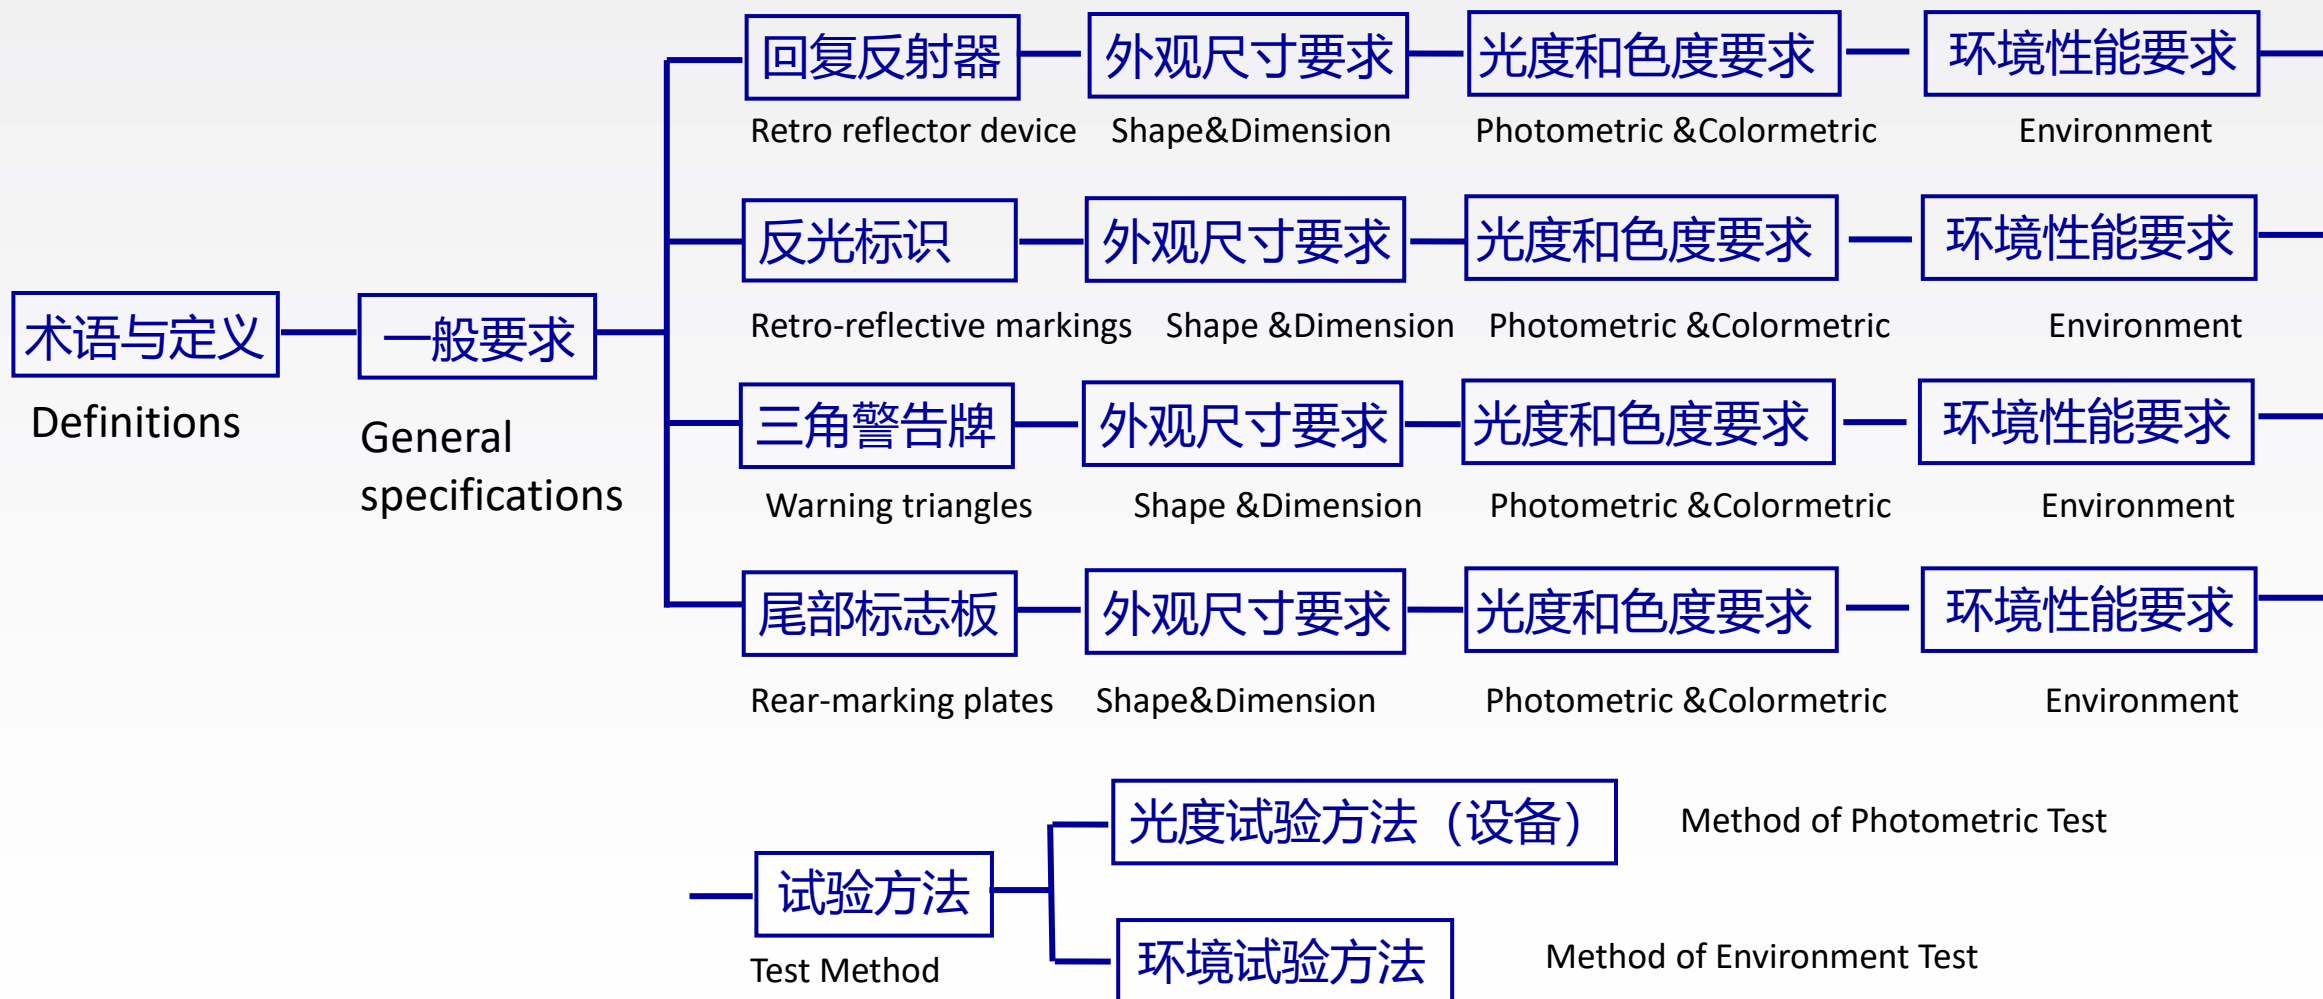 回复反射器 外观尺寸要求 光度和色度要求 环境性能要求
Retro reflector device Shape&Dimension Photometric &Colormetric Environment
反光标识 外观尺寸要求 光度和色度要求 环境性能要求
Retro-reflective markings Shape &Dimension Photometric &Colormetric Environment
术语与定义 一般要求
Definitions
General
specifications
三角警告牌 外观尺寸要求 光度和色度要求 环境性能要求
Warning triangles Shape &Dimension Photometric &Colormetric Environment
尾部标志板 外观尺寸要求 光度和色度要求 环境性能要求
Rear-marking plates Shape&Dimension Photometric &Colormetric Environment
光度试验方法（设备） Method of Photometric Test
试验方法
Test Method
环境试验方法 Method of Environment Test